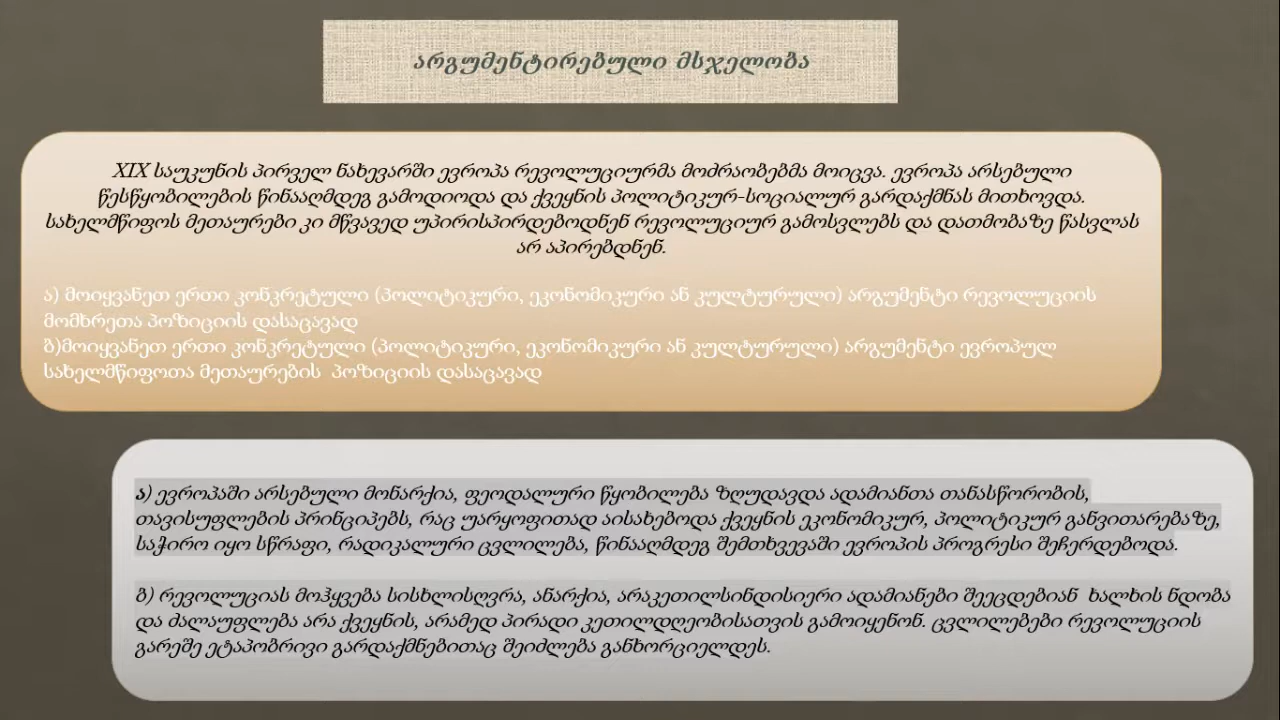 არგუმენტირებული მსჯელობა
XIX საუკუნის პირველ ნახევარში ევროპა რევოლუციურმა მოძრაობებმა მოიცვა. ევროპა არსებული
წესწყობილების წინააღმდეგ გამოდიოდა და ქვეყნის პოლიტიკურ-სოციალურ გარდაქმნას მითხოვდა.
სახელმწიფოს მეთაურები კი მწვავედ უპირისპირდებოდნენ რევოლუციურ გამოსვლებს და დათმობაზე წასვლას
არ აპირებდნენ.
ა) მოიყვანეთ ერთი კონკრეტული (პოლიტიკური, ეკონომიკური ან კულტურული) არგუმენტი რევოლუციის
მომხრეთა პოზიციის დასაცავად
ბ)მოიყვანეთ ერთი კონკრეტული (პოლიტიკური, ეკონომიკური ან კულტურული) არგუმენტი ევროპულ
სახელმწიფოთა მეთაურების პოზიციის დასაცავად
ა) ევროპაში არსებული მონარქია, ფეოდალური წყობილება ზღუდავდა ადამიანთა თანასწორობის,
თავისუფლების პრინციპებს, რაც უარყოფითად აისახებოდა ქვეყნის ეკონომიკურ, პოლიტიკურ განვითარებაზე,
საჭირო იყო სწრაფი, რადიკალური ცვლილება, წინააღმდეგ შემთხვევაში ევროპის პროგრესი შეჩერდებოდა.
ბ) რევოლუციას მოჰყვება სისხლისღვრა, ანარქია, არაკეთილსინდისიერი ადამიანები შეეცდებიან ხალხის ნდობა
და ძალაუფლება არა ქვეყნის, არამედ პირადი კეთილდღეობისათვის გამოიყენონ. ცვლილებები რევოლუციის
გარეშე ეტაპობრივი გარდაქმნებითაც შეიძლება განხორციელდეს.